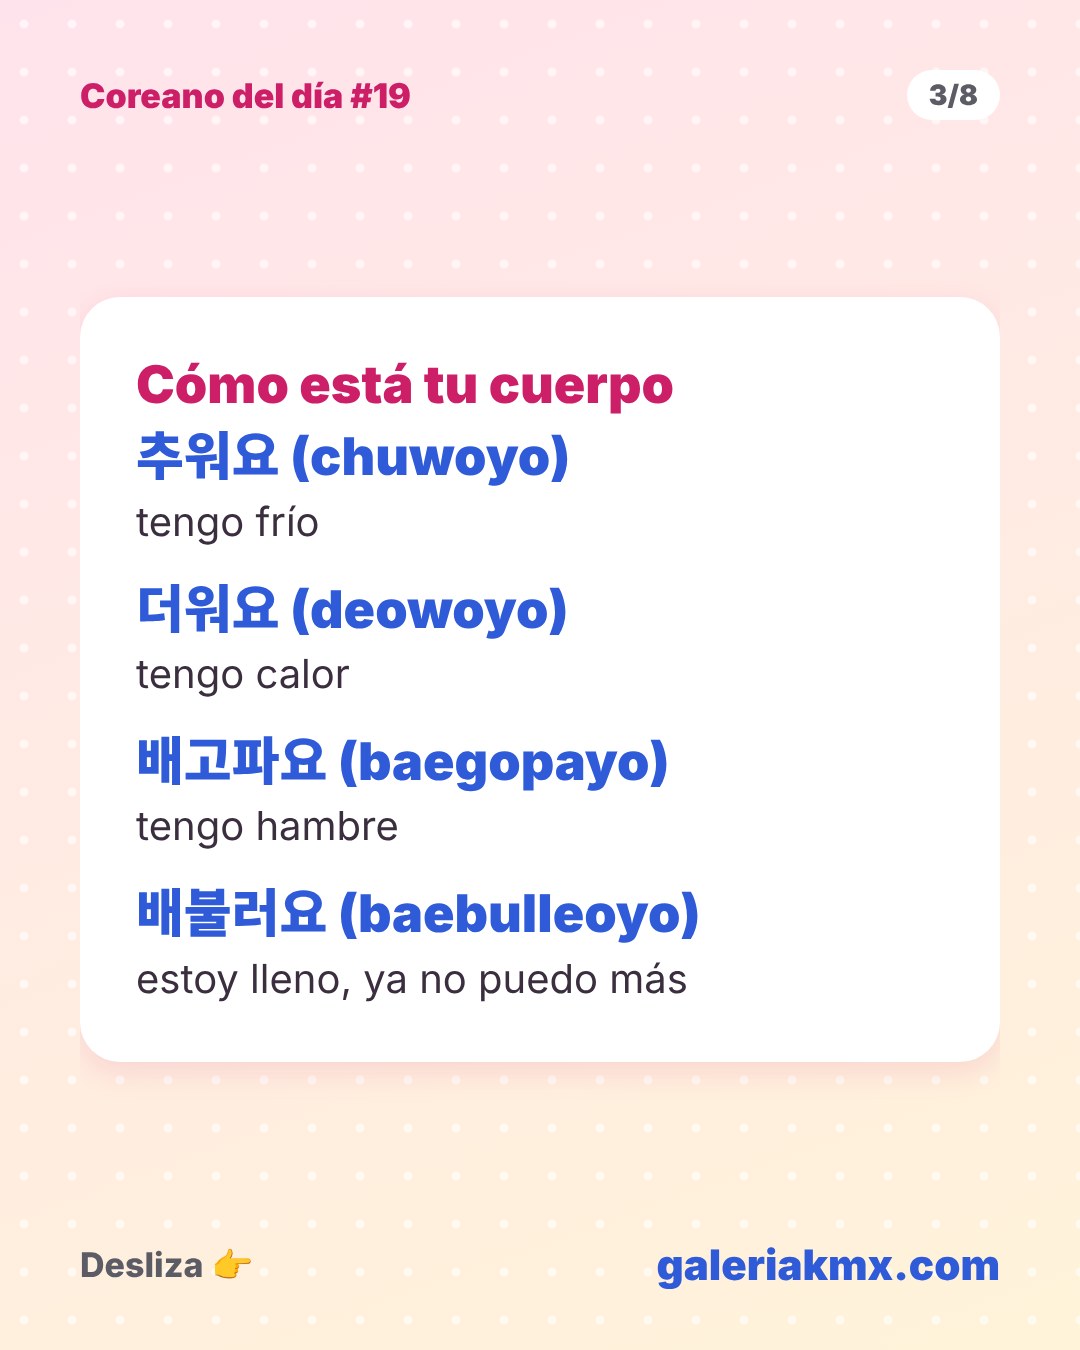 Coreano del día #19
3/8
Cómo está tu cuerpo
추워요 (chuwoyo)
tengo frío
더워요 (deowoyo)
tengo calor
배고파요 (baegopayo)
tengo hambre
배불러요 (baebulleoyo)
estoy lleno, ya no puedo más
Desliza 👉
galeriakmx.com